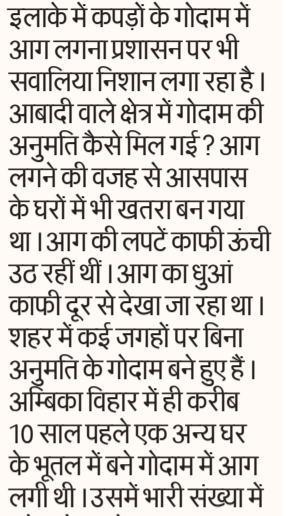 इलाके में कपड़ों के गोदाम में
आग लगना प्रशासन पर भी
सवालिया निशान लगा रहा है।
आबादी वाले क्षेत्र में गोदाम की
अनुमति कैसे मिल गई? आग
लगने की वजह से आसपास
के घरों में भी खतरा बन गया
था। आग की लपटें काफी ऊंची
उठ रहीं थीं। आग का धुआं
काफी दूर से देखा जा रहा था।
शहर में कई जगहों पर बिना
अनुमति के गोदाम बने हुए हैं।
अम्बिका विहार में ही करीब
10 साल पहले एक अन्य घर
के भूतल में बने गोदाम में आग
लगी थी। उसमें भारी संख्या में